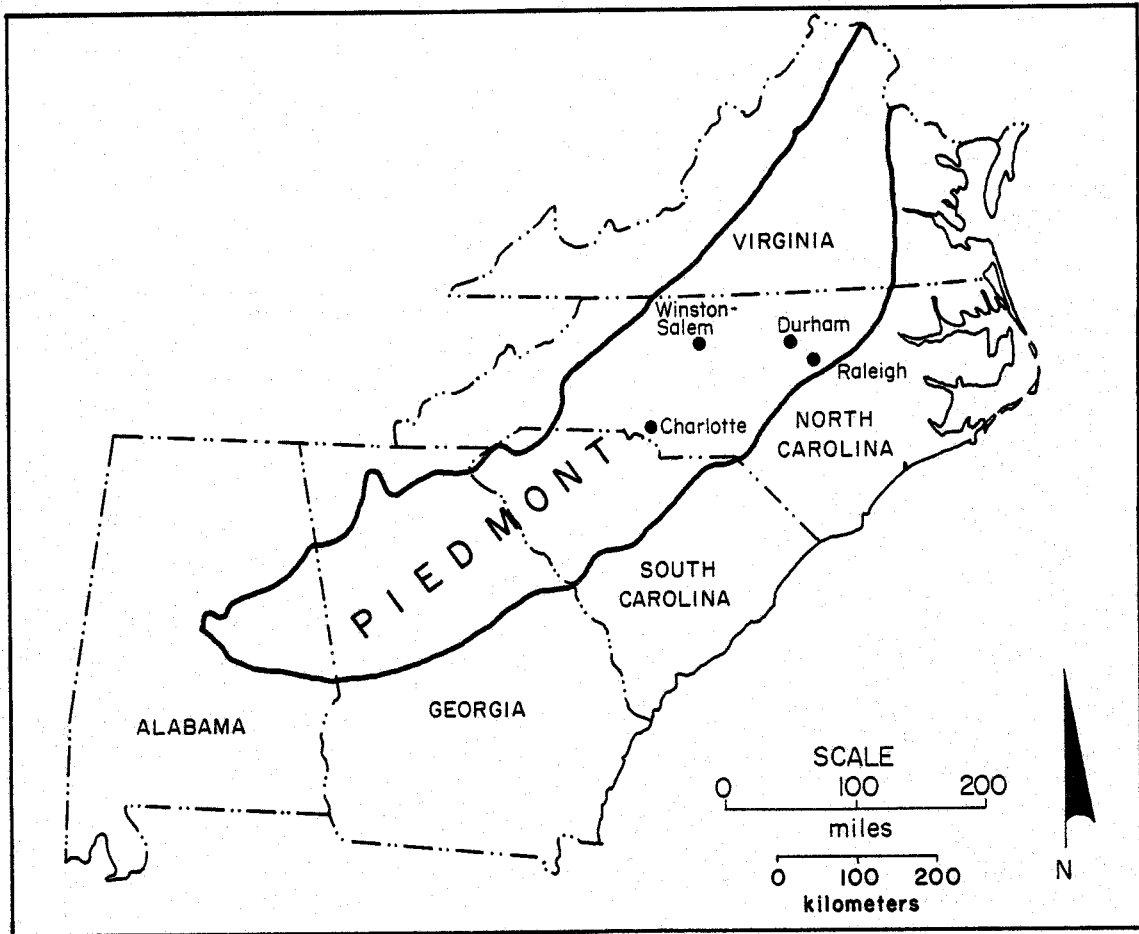 VIRGINIA
Winston-
Salem
Durham
Raleigh
Charlotte
NORTH
CAROLINA
PIEDMONT
SOUTH
CAROLINA
ALABAMA
GEORGIA
SCALE
0 100 200
miles
0 100 200
kilometers
N